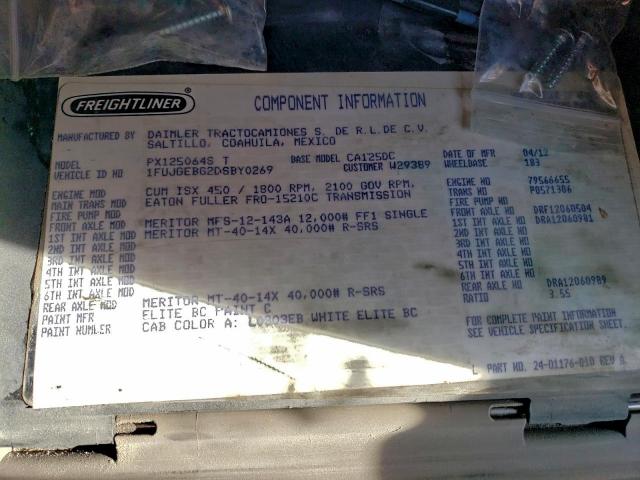 FREIGHTLINER
COMPONENT INFORMATION
MANUFACTURED BY DAIMLER TRACTOCAMIONES S. DE R.L.DE C.V. DATE OF MFR 04/12
SALTILLO, COAHUILA, MEXICO WHEELBASE 183
MODEL PX125064S T BASE MODEL CA125DC
VEHICLE ID 1FUJGEBG2DSBY0269 CUSTOMER W29389
ENGINE MOD CUM ISX 450 / 1800 RPM, 2100 GOV RPM, ENGINE NO 79566655
MAIN TRANS MOD EATON FULLER FRO-15210C TRANSMISSION TRANS NO P0571306
FIRE PUMP MOD FIRE PUMP NO
FRONT AXLE MOD MERITOR MFS-12-143A 12,000# FF1 SINGLE FRONT AXLE NO DRF12060504
1ST INT AXLE MOD MERITOR MT-40-14X 40,000# R-SRS 1ST INT AXLE NO DRA12060981
2ND INT AXLE MOD 2ND INT AXLE NO
3RD INT AXLE MOD 3RD INT AXLE NO
4TH INT AXLE MOD 4TH INT AXLE NO
5TH INT AXLE MOD 5TH INT AXLE NO
6TH INT AXLE MOD 6TH INT AXLE NO
REAR AXLE MOD MERITOR MT-40-14X 40,000# R-SRS REAR AXLE NO DRA12060989
PAINT MFR ELITE BC PAINT C RATIO 3.55
PAINT NUMLER CAB COLOR A: L0303EB WHITE ELITE BC
FOR COMPLETE PAINT INFORMATION
SEE VEHICLE SPECIFICATION SHEET.
PART NO. 24-01176-010 REV